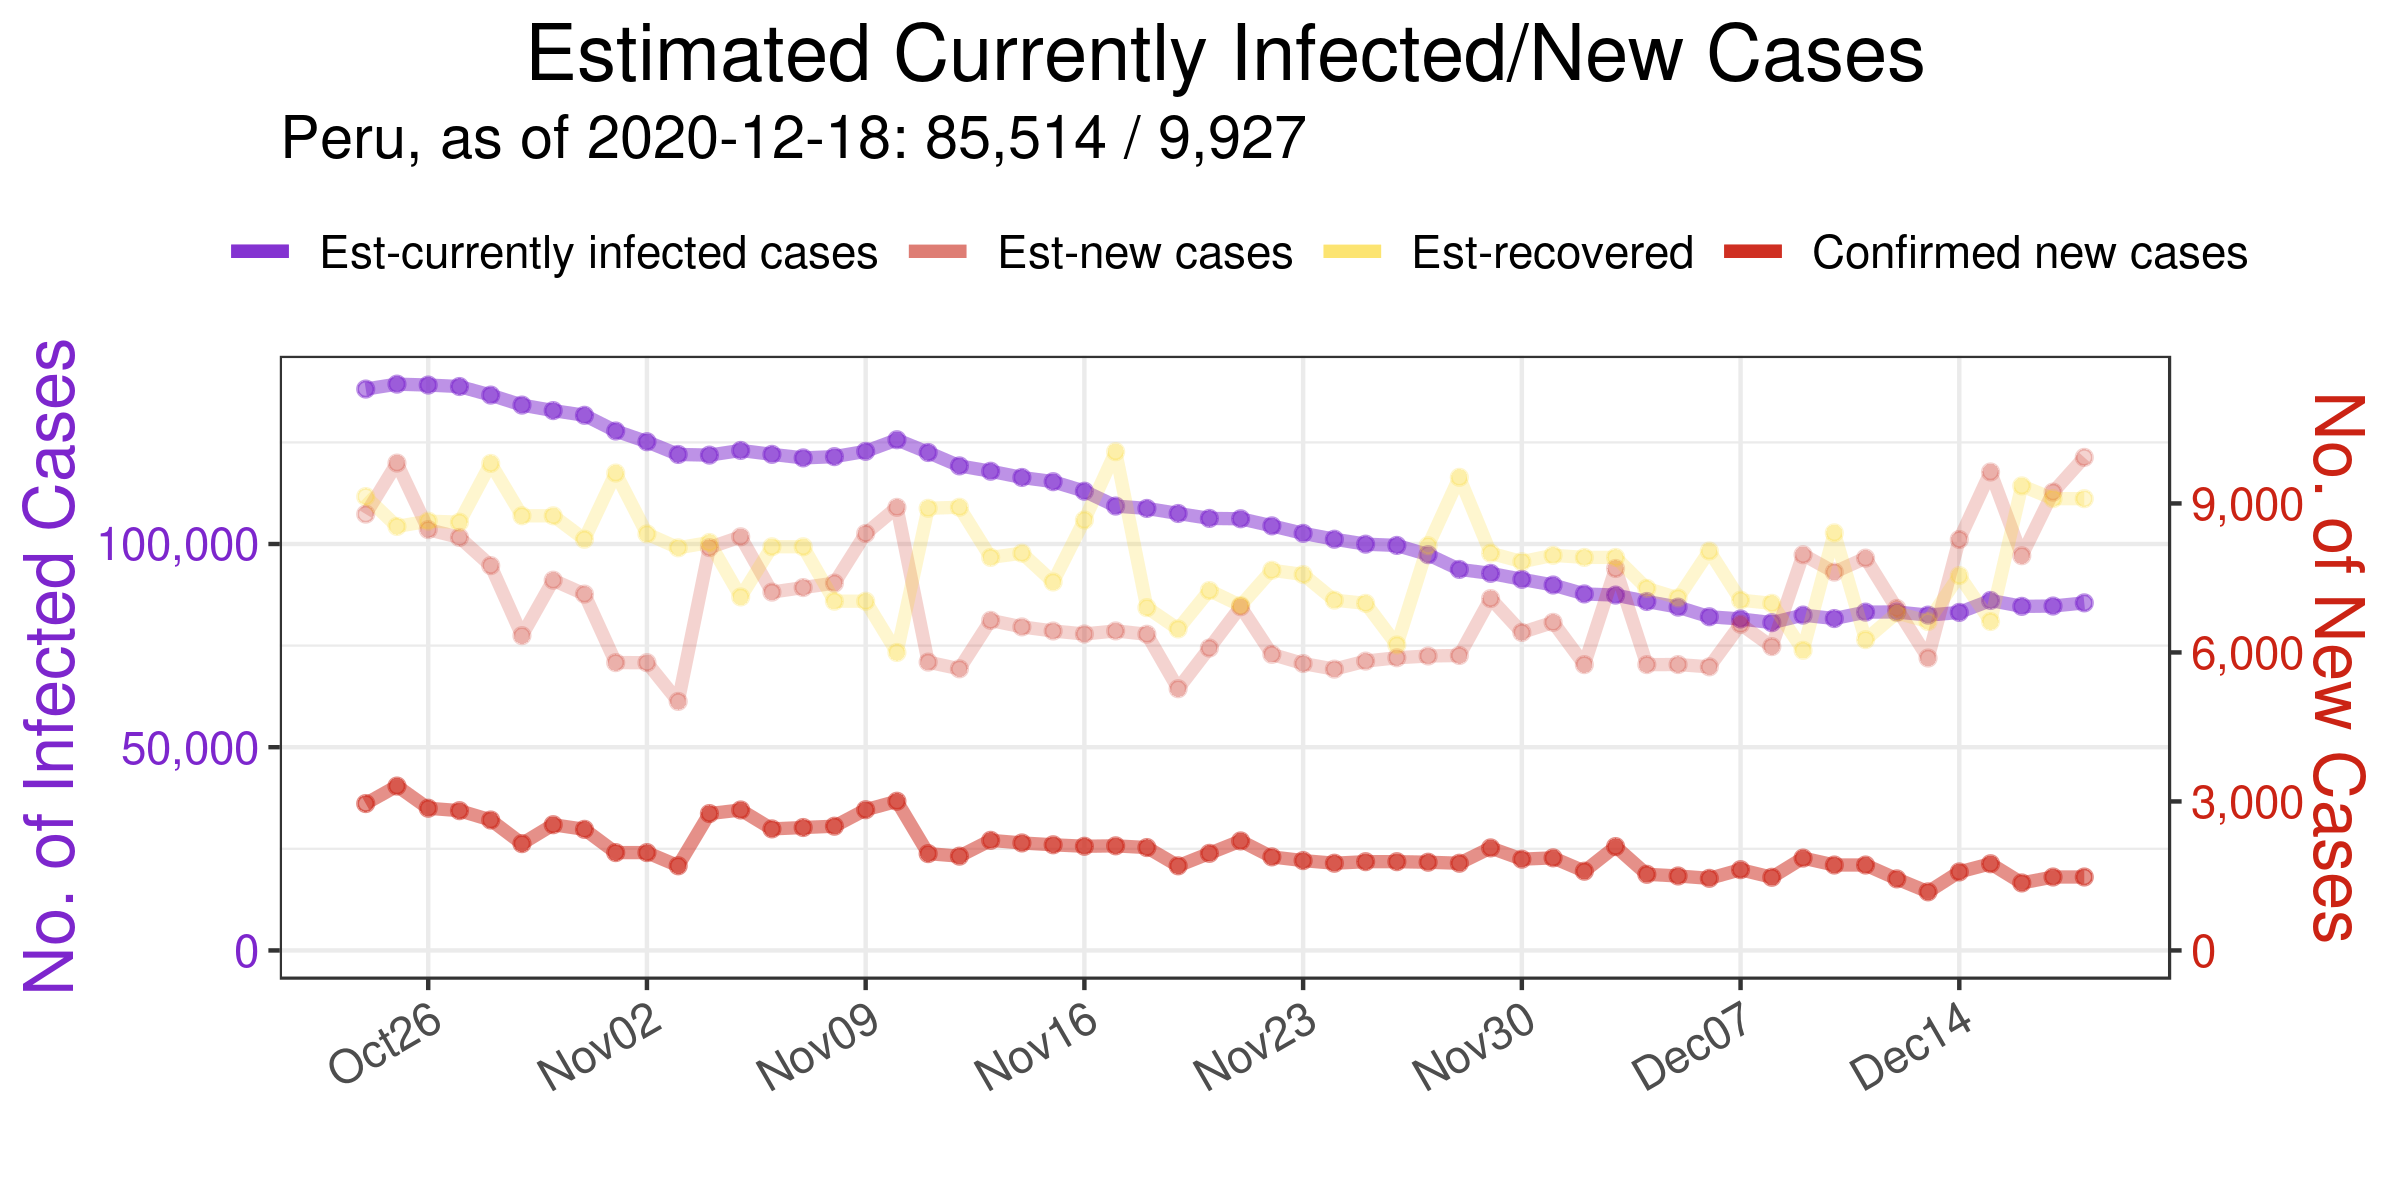 Estimated Currently Infected/New Cases
Peru, as of 2020-12-18: 85,514 / 9,927
Est-currently infected cases Est-new cases Est-recovered Confirmed new cases
No. of Infected Cases
100,000
50,000
0
No. of New Cases
9,000
6,000
3,000
0
Oct26 Nov02 Nov09 Nov16 Nov23 Nov30 Dec07 Dec14